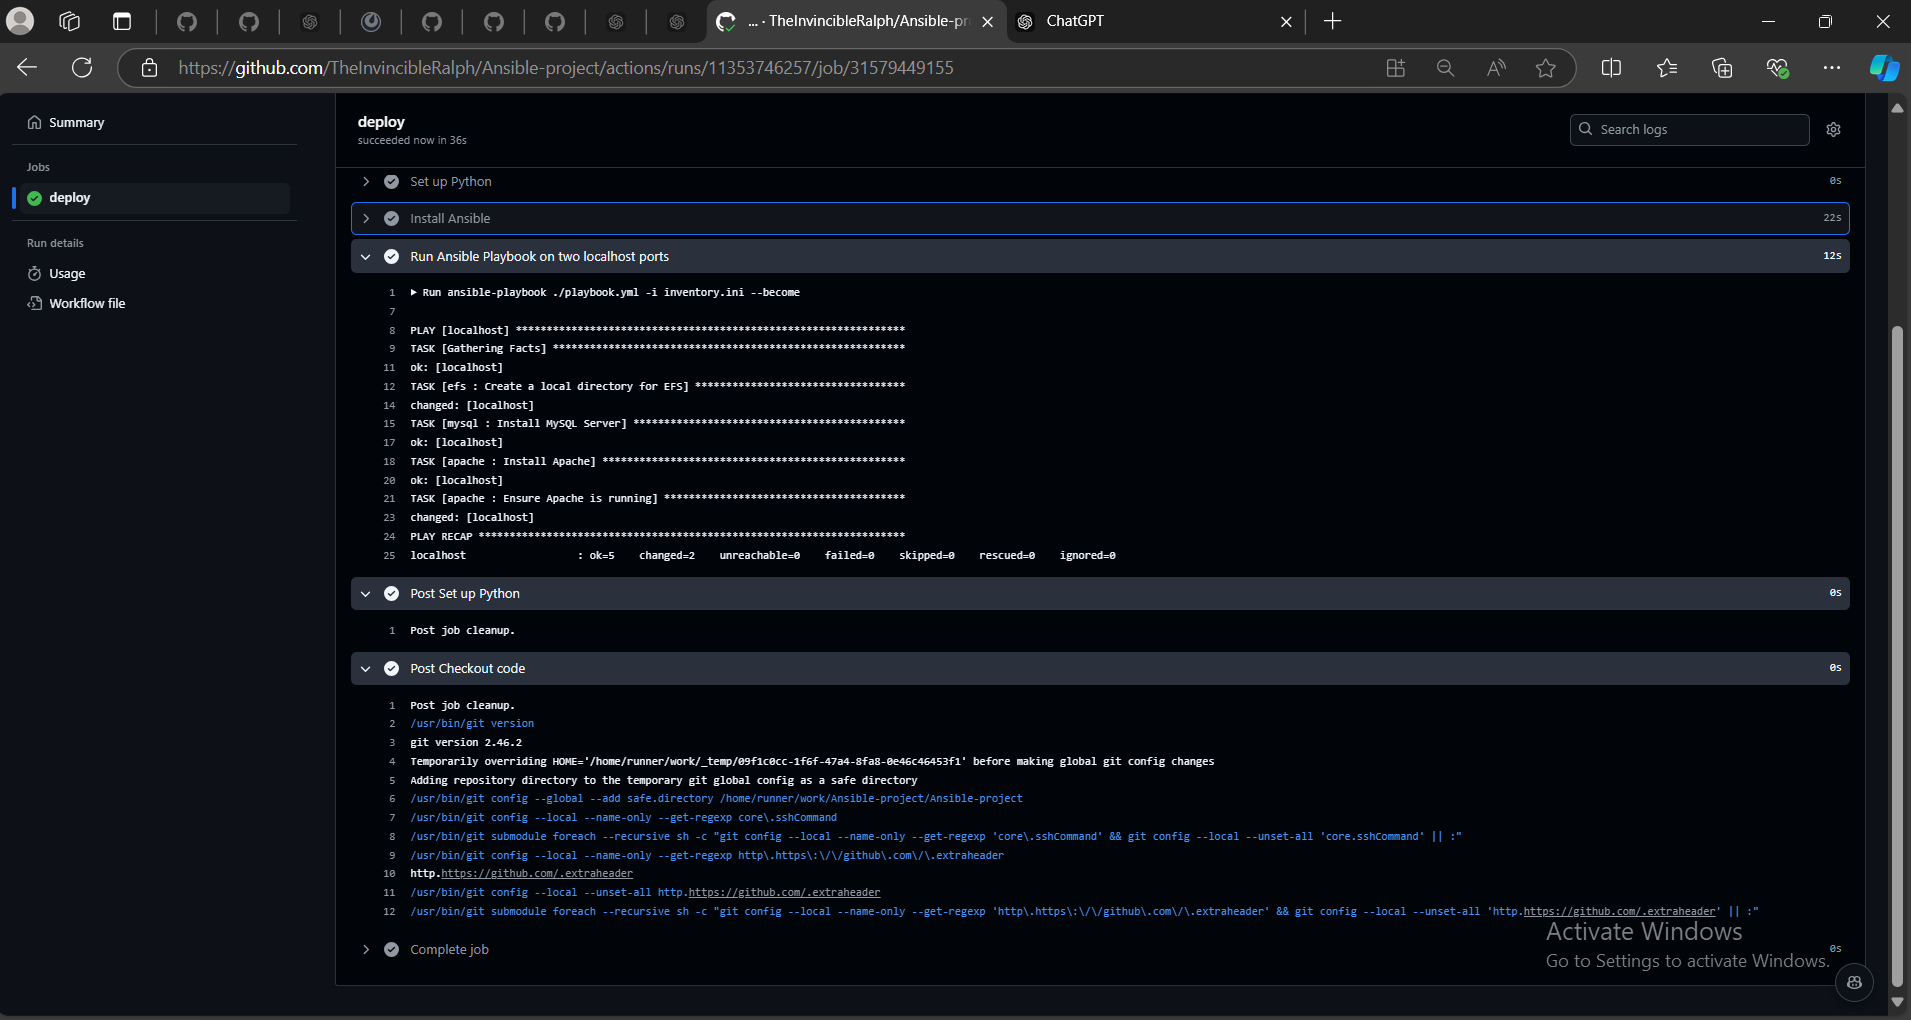 ... · TheInvincibleRalph/Ansible-pr
ChatGPT
https://github.com/TheInvincibleRalph/Ansible-project/actions/runs/11353746257/job/31579449155
Summary
Jobs
deploy
Run details
Usage
Workflow file
deploy
succeeded now in 36s
Search logs
Set up Python 0s
Install Ansible 22s
Run Ansible Playbook on two localhost ports 12s
1 ▶ Run ansible-playbook ./playbook.yml -i inventory.ini --become
7
8 PLAY [localhost] ***************************************************************
9 TASK [Gathering Facts] *********************************************************
11 ok: [localhost]
12 TASK [efs : Create a local directory for EFS] **********************************
14 changed: [localhost]
15 TASK [mysql : Install MySQL Server] ********************************************
17 ok: [localhost]
18 TASK [apache : Install Apache] *************************************************
20 ok: [localhost]
21 TASK [apache : Ensure Apache is running] ***************************************
23 changed: [localhost]
24 PLAY RECAP *********************************************************************
25 localhost : ok=5 changed=2 unreachable=0 failed=0 skipped=0 rescued=0 ignored=0
Post Set up Python 0s
1 Post job cleanup.
Post Checkout code 0s
1 Post job cleanup.
2 /usr/bin/git version
3 git version 2.46.2
4 Temporarily overriding HOME='/home/runner/work/_temp/09f1c0cc-1f6f-47a4-8fa8-0e46c46453f1' before making global git config changes
5 Adding repository directory to the temporary git global config as a safe directory
6 /usr/bin/git config --global --add safe.directory /home/runner/work/Ansible-project/Ansible-project
7 /usr/bin/git config --local --name-only --get-regexp core\.sshCommand
8 /usr/bin/git submodule foreach --recursive sh -c "git config --local --name-only --get-regexp 'core\.sshCommand' && git config --local --unset-all 'core.sshCommand' || :"
9 /usr/bin/git config --local --name-only --get-regexp http\.https\:\/\/github\.com\/\.extraheader
10 http.https://github.com/.extraheader
11 /usr/bin/git config --local --unset-all http.https://github.com/.extraheader
12 /usr/bin/git submodule foreach --recursive sh -c "git config --local --name-only --get-regexp 'http\.https\:\/\/github\.com\/\.extraheader' && git config --local --unset-all 'http.https://github.com/.extraheader' || :"
Complete job 0s
Activate Windows
Go to Settings to activate Windows.